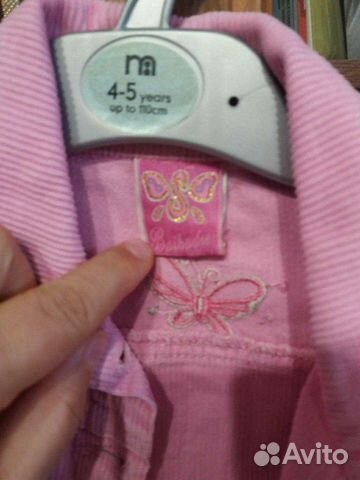 m
4-5 years
up to 110cm
Avito